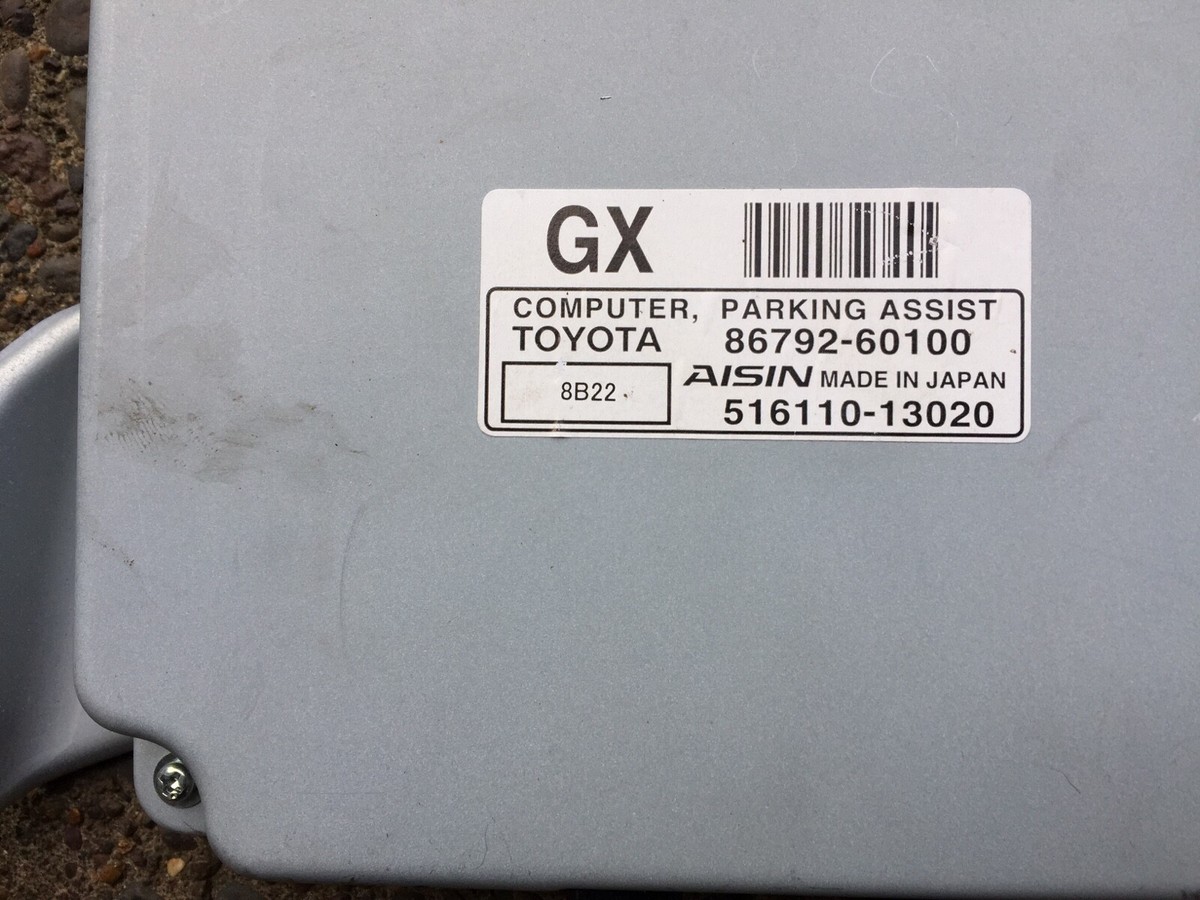 GX
COMPUTER, PARKING ASSIST
TOYOTA 86792-60100
8B22 AISIN MADE IN JAPAN
516110-13020